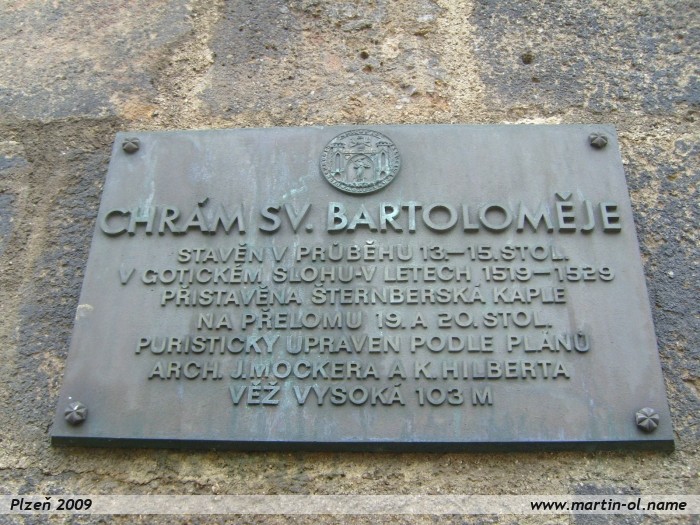 CHRÁM SV. BARTOLOMĚJE
STAVĚN V PRŮBĚHU 13.–15. STOL.
V GOTICKÉM SLOHU-V LETECH 1519–1529
PŘISTAVĚNA ŠTERNBERSKÁ KAPLE
NA PŘELOMU 19. A 20. STOL.
PURISTICKY UPRAVEN PODLE PLÁNŮ
ARCH. J. MOCKERA A K. HILBERTA
VĚŽ VYSOKÁ 103 M
Plzeň 2009 www.martin-ol.name